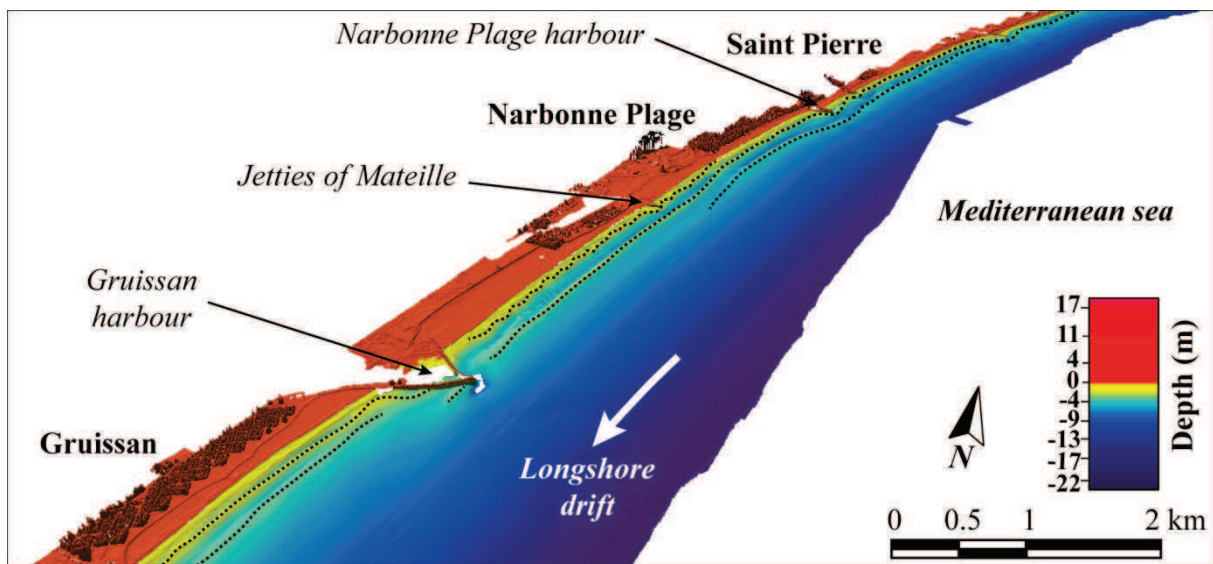 Narbonne Plage harbour
Saint Pierre
Narbonne Plage
Jetties of Mateille
Mediterranean sea
Gruissan
harbour
Gruissan
Longshore
drift
N
17
11
4
0
-4
-9
-13
-17
-22
Depth (m)
0 0.5 1 2 km